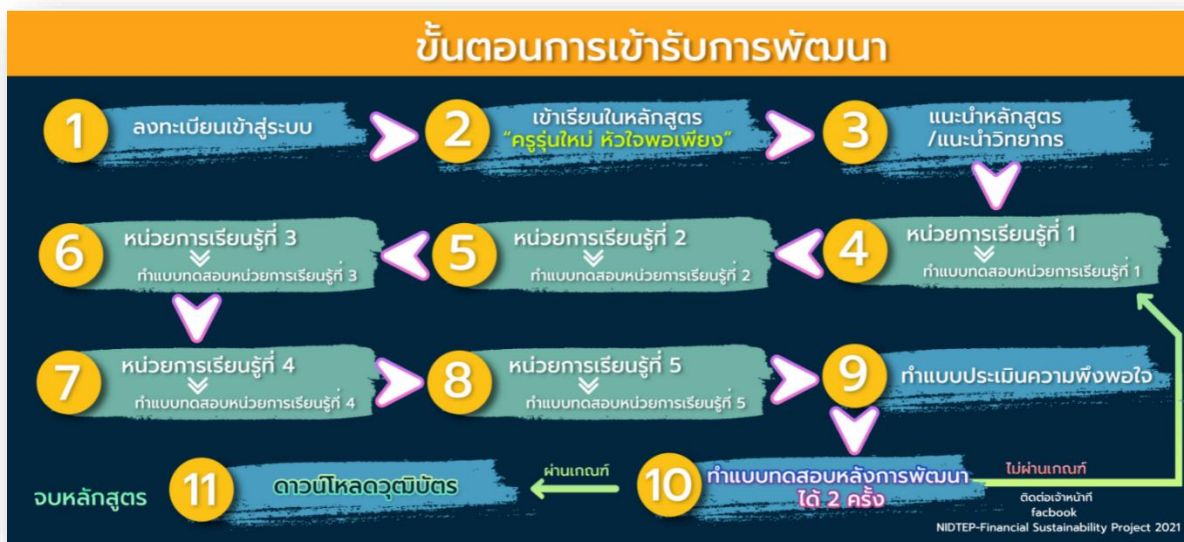 ขั้นตอนการเข้ารับการพัฒนา
1
ลงทะเบียนเข้าสู่ระบบ
2
เข้าเรียนในหลักสูตร
"ครูรุ่นใหม่ หัวใจพอเพียง"
3
แนะนำหลักสูตร
/แนะนำวิทยากร
4
หน่วยการเรียนรู้ที่ 1
ทำแบบทดสอบหน่วยการเรียนรู้ที่ 1
5
หน่วยการเรียนรู้ที่ 2
ทำแบบทดสอบหน่วยการเรียนรู้ที่ 2
6
หน่วยการเรียนรู้ที่ 3
ทำแบบทดสอบหน่วยการเรียนรู้ที่ 3
7
หน่วยการเรียนรู้ที่ 4
ทำแบบทดสอบหน่วยการเรียนรู้ที่ 4
8
หน่วยการเรียนรู้ที่ 5
ทำแบบทดสอบหน่วยการเรียนรู้ที่ 5
9
ทำแบบประเมินความพึงพอใจ
10
ทำแบบทดสอบหลังการพัฒนา
ได้ 2 ครั้ง
ไม่ผ่านเกณฑ์
ติดต่อเจ้าหน้าที่
facbook
NIDTEP-Financial Sustainability Project 2021
ผ่านเกณฑ์
11
ดาวน์โหลดวุฒิบัตร
จบหลักสูตร